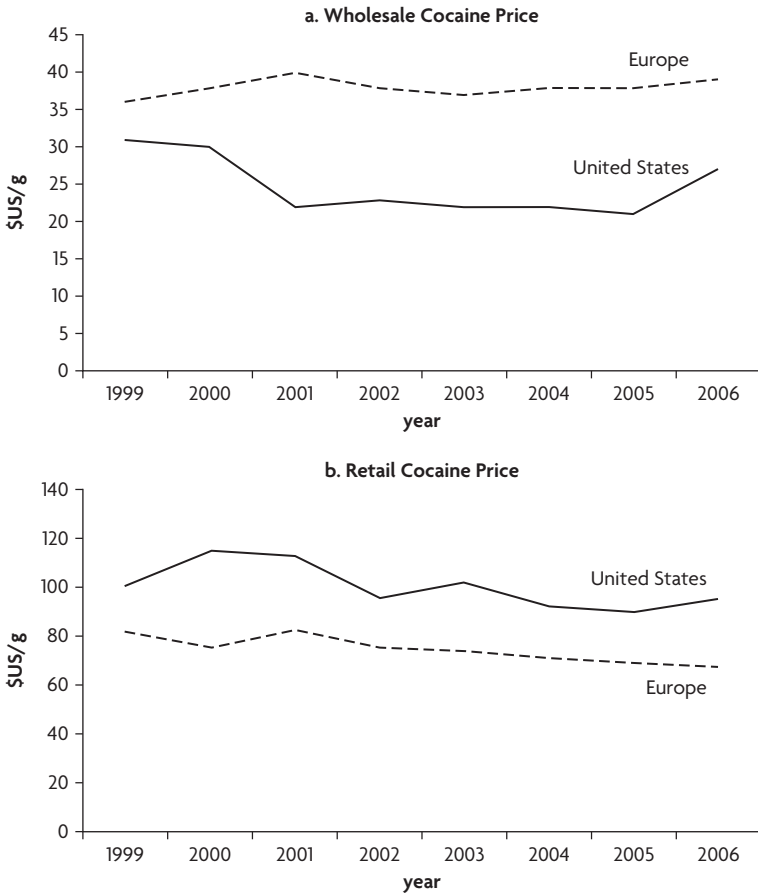 a. Wholesale Cocaine Price
45
40
35
30
25
20
15
10
5
0
$US/g
Europe
United States
1999 2000 2001 2002 2003 2004 2005 2006
year
b. Retail Cocaine Price
140
120
100
80
60
40
20
0
$US/g
United States
Europe
1999 2000 2001 2002 2003 2004 2005 2006
year